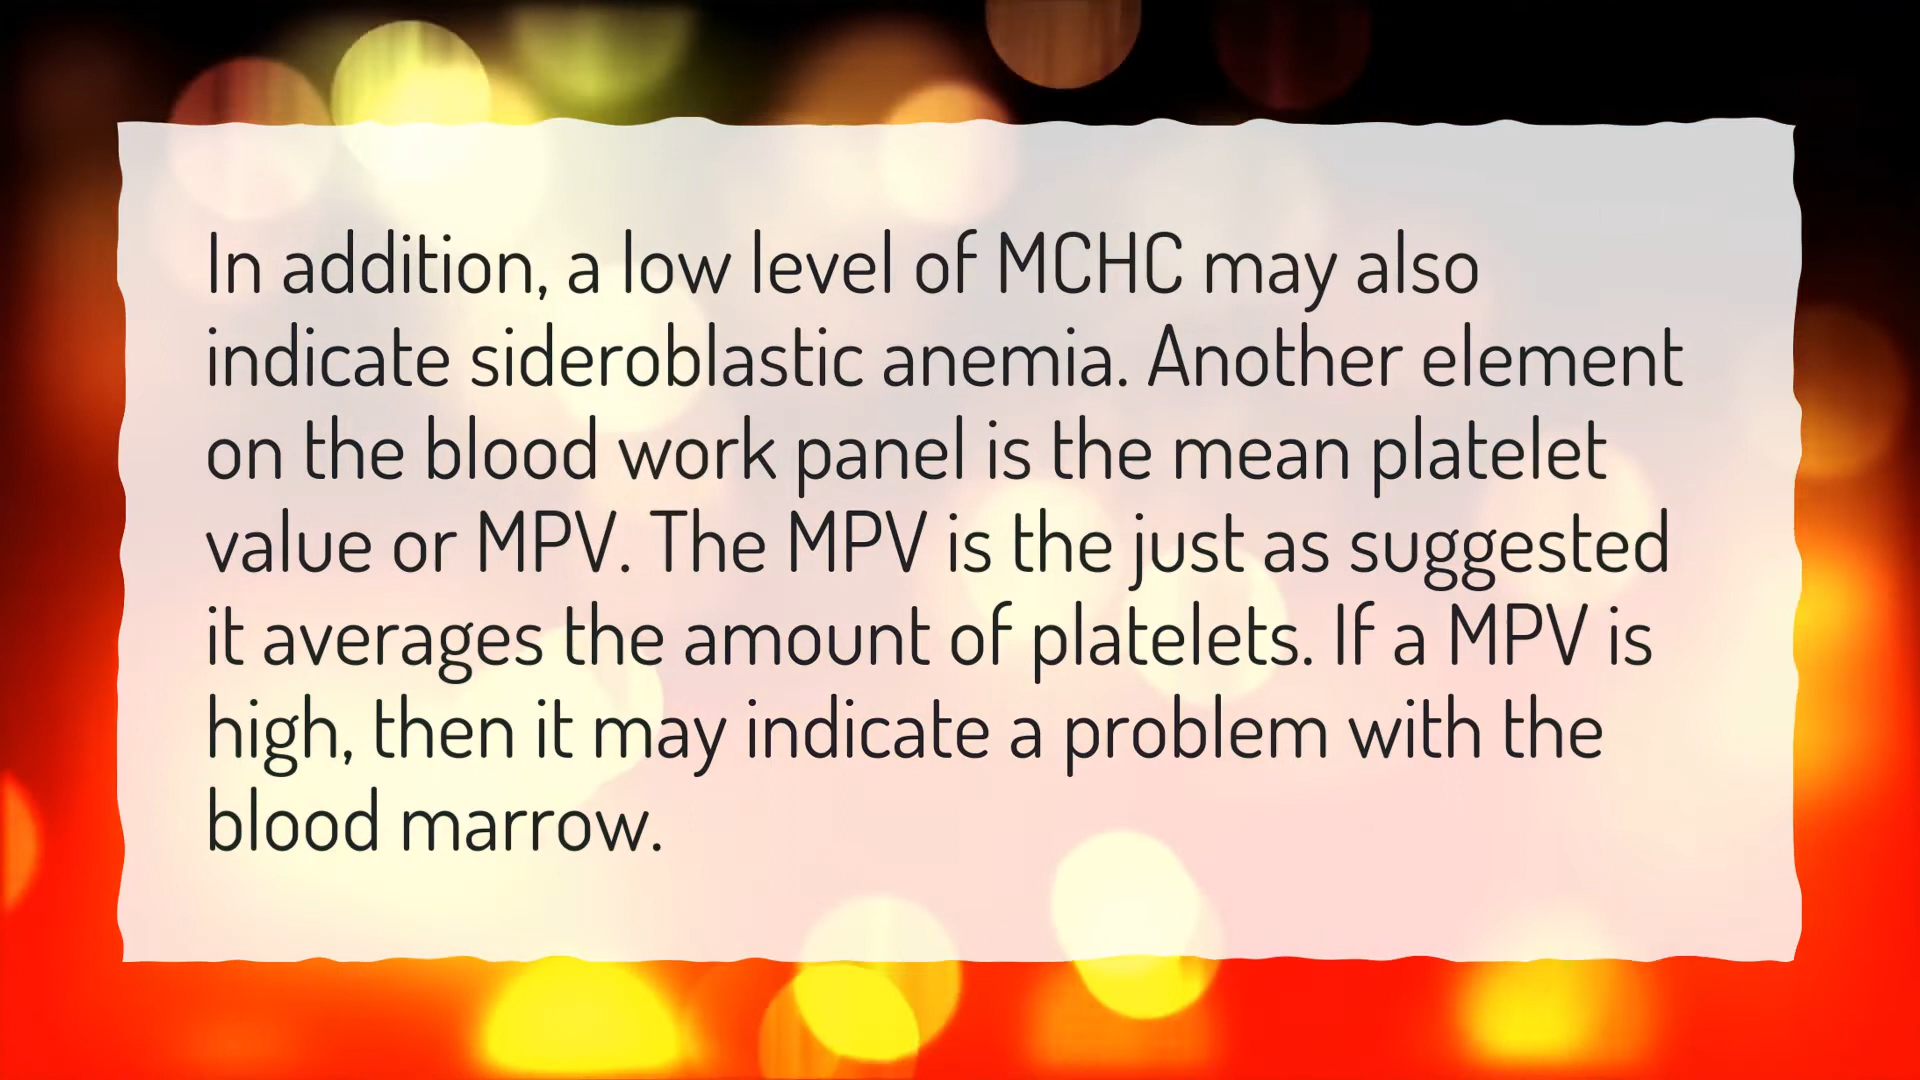 In addition, a low level of MCHC may also
indicate sideroblastic anemia. Another element
on the blood work panel is the mean platelet
value or MPV. The MPV is the just as suggested
it averages the amount of platelets. If a MPV is
high, then it may indicate a problem with the
blood marrow.